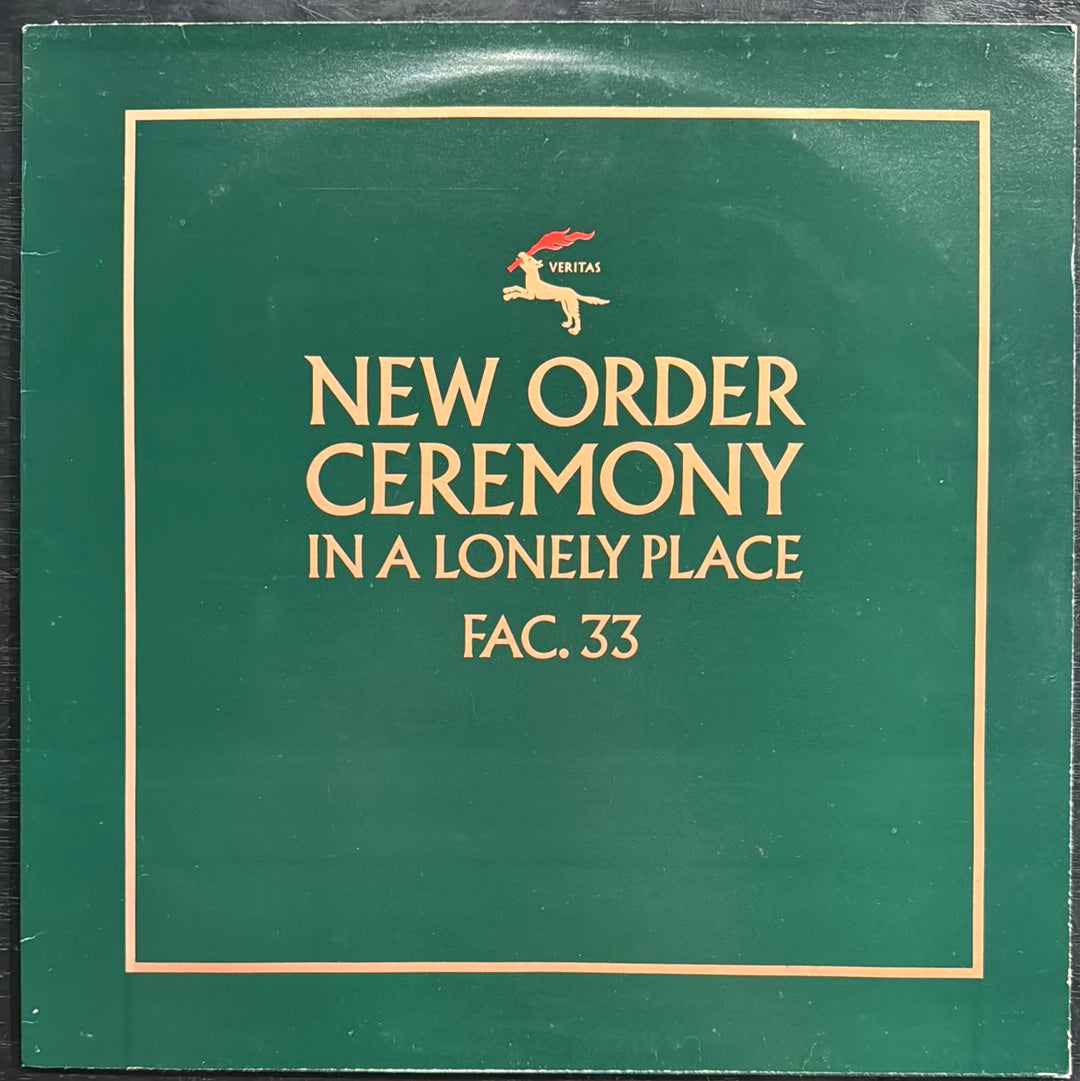 VERITAS
NEW ORDER
CEREMONY
IN A LONELY PLACE
FAC. 33